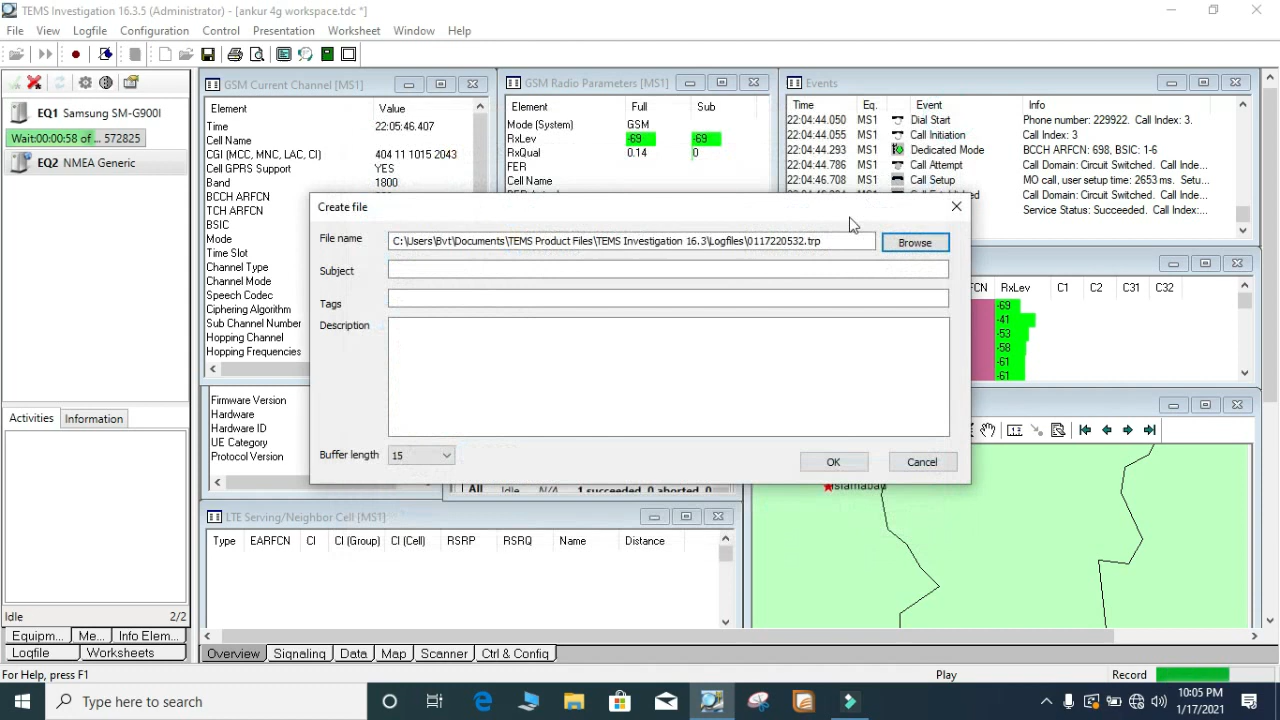 TEMS Investigation 16.3.5 (Administrator) - [ankur 4g workspace.tdc *]
File View Logfile Configuration Control Presentation Worksheet Window Help
EQ1 Samsung SM-G900I
Wait:00:00:58 of ... 572825
EQ2 NMEA Generic
Activities Information
Idle 2/2
Equipm... Me... Info Elem...
Logfile Worksheets
GSM Current Channel [MS1]
Element Value
Time 22:05:46.407
Cell Name
CGI (MCC, MNC, LAC, CI) 404 11 1015 2043
Cell GPRS Support YES
Band 1800
BCCH ARFCN
TCH ARFCN
BSIC
Mode
Time Slot
Channel Type
Channel Mode
Speech Codec
Ciphering Algorithm
Sub Channel Number
Hopping Channel
Hopping Frequencies
Firmware Version
Hardware
Hardware ID
UE Category
Protocol Version
GSM Radio Parameters [MS1]
Element Full Sub
Mode (System) GSM
RxLev -69 -69
RxQual 0.14 0
FER
Cell Name
Events
Time Eq. Event Info
22:04:44.050 MS1 Dial Start Phone number: 229922. Call Index: 3.
22:04:44.135 MS1 Call Initiation Call Index: 3
22:04:44.293 MS1 Dedicated Mode BCCH ARFCN: 698, BSIC: 1-6
22:04:44.786 MS1 Call Attempt Call Domain: Circuit Switched. Call Inde...
22:04:46.708 MS1 Call Setup MO call, user setup time: 2653 ms. Setu...
Call Domain: Circuit Switched. Call Inde...
Service Status: Succeeded. Call Index...
Create file
File name C:\Users\Bvt\Documents\TEMS Product Files\TEMS Investigation 16.3\Logfiles\0117220532.trp Browse
Subject
Tags
Description
Buffer length 15
OK Cancel
FCN RxLev C1 C2 C31 C32
-69
-41
-53
-58
-61
-61
All Idle N/A 1 succeeded, 0 aborted, 0
Islamabad
LTE Serving/Neighbor Cell [MS1]
Type EARFCN CI CI (Group) CI (Cell) RSRP RSRQ Name Distance
Overview Signaling Data Map Scanner Ctrl & Config
For Help, press F1 Play Record
Type here to search
10:05 PM
1/17/2021